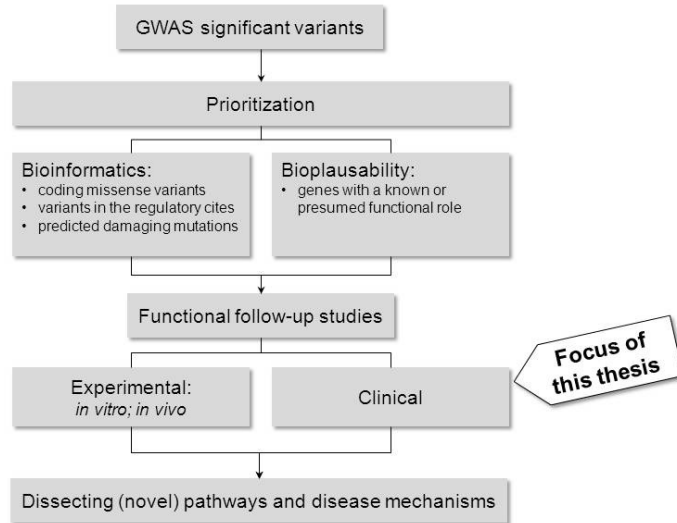 GWAS significant variants
Prioritization
Bioinformatics:
• coding missense variants
• variants in the regulatory cites
• predicted damaging mutations
Bioplausability:
• genes with a known or
presumed functional role
Functional follow-up studies
Experimental:
in vitro; in vivo
Clinical
Focus of
this thesis
Dissecting (novel) pathways and disease mechanisms